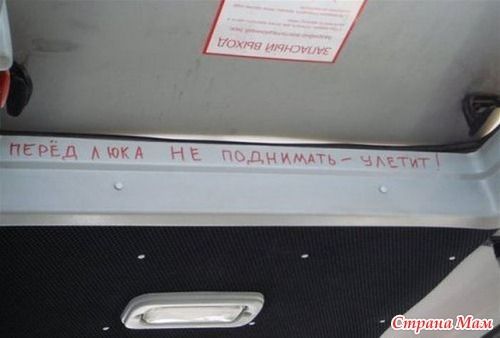 ЗАПАСНЫЙ ВЫХОД
ПЕРЕД ЛЮКА НЕ ПОДНИМАТЬ – УЛЕТИТ!
Страна Мам